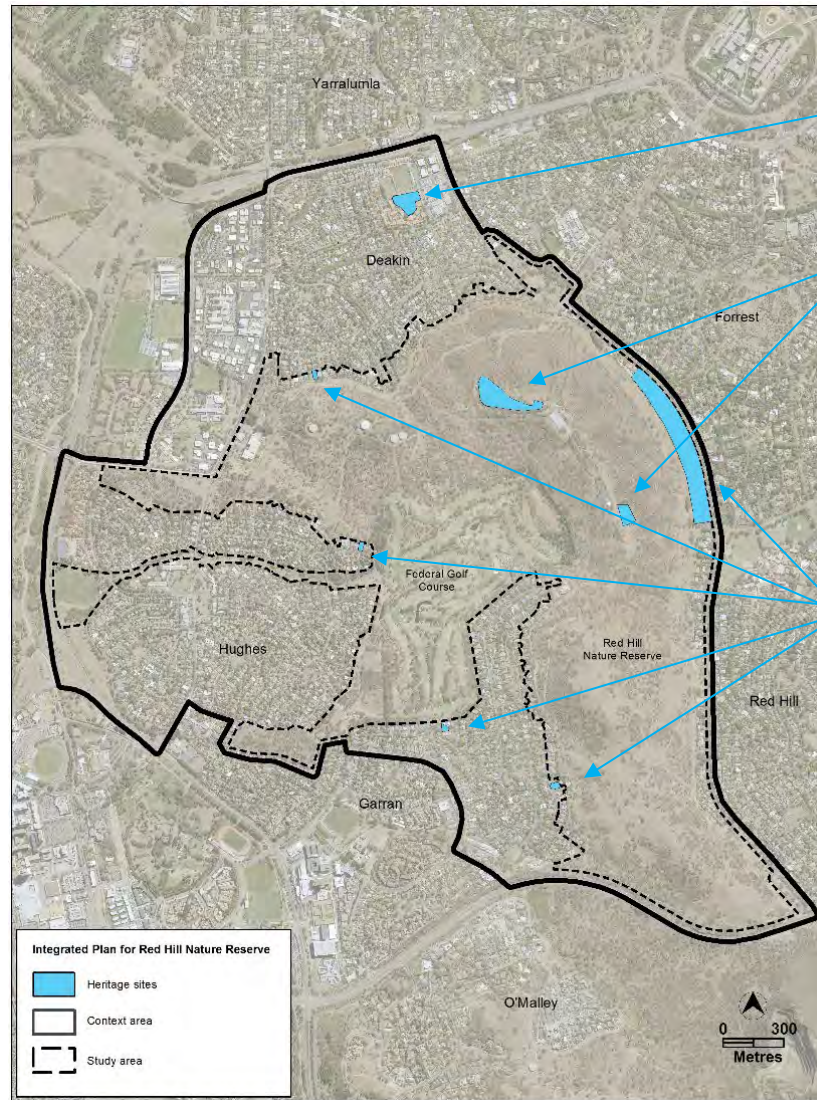 Yarralumla
Deakin
Forrest
Federal Golf
Course
Hughes
Red Hill
Nature Reserve
Red Hill
Garran
O'Malley
Integrated Plan for Red Hill Nature Reserve
Heritage sites
Context area
Study area
0 300
Metres